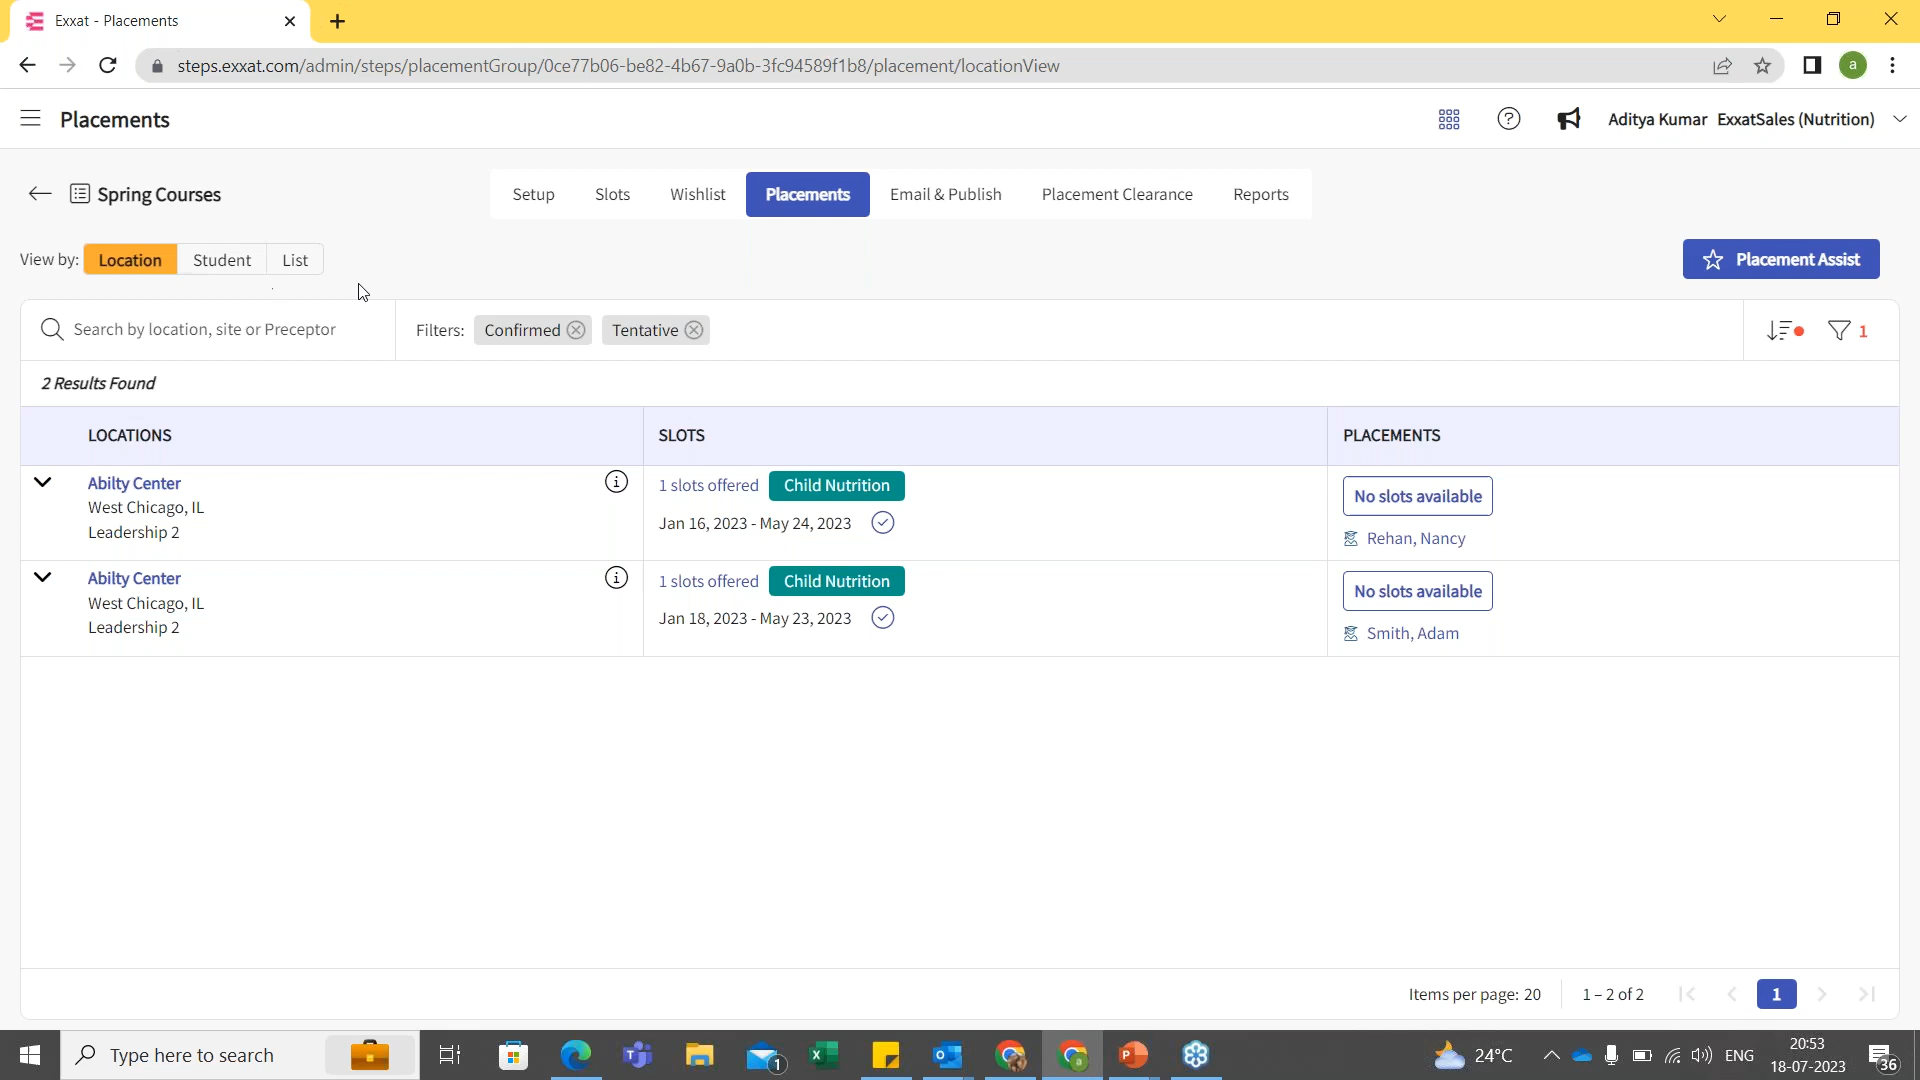 Exxat - Placements
steps.exxat.com/admin/steps/placementGroup/0ce77b06-be82-4b67-9a0b-3fc94589f1b8/placement/locationView
a
Placements
Aditya Kumar ExxatSales (Nutrition)
Spring Courses
Setup Slots Wishlist Placements Email & Publish Placement Clearance Reports
View by: Location Student List
Placement Assist
Search by location, site or Preceptor
Filters: Confirmed Tentative
1
2 Results Found
LOCATIONS SLOTS PLACEMENTS
Abilty Center
West Chicago, IL
Leadership 2
1 slots offered Child Nutrition
Jan 16, 2023 - May 24, 2023
No slots available
Rehan, Nancy
Abilty Center
West Chicago, IL
Leadership 2
1 slots offered Child Nutrition
Jan 18, 2023 - May 23, 2023
No slots available
Smith, Adam
Items per page: 20 1 – 2 of 2 1
Type here to search
1
24°C
ENG
20:53
18-07-2023
36